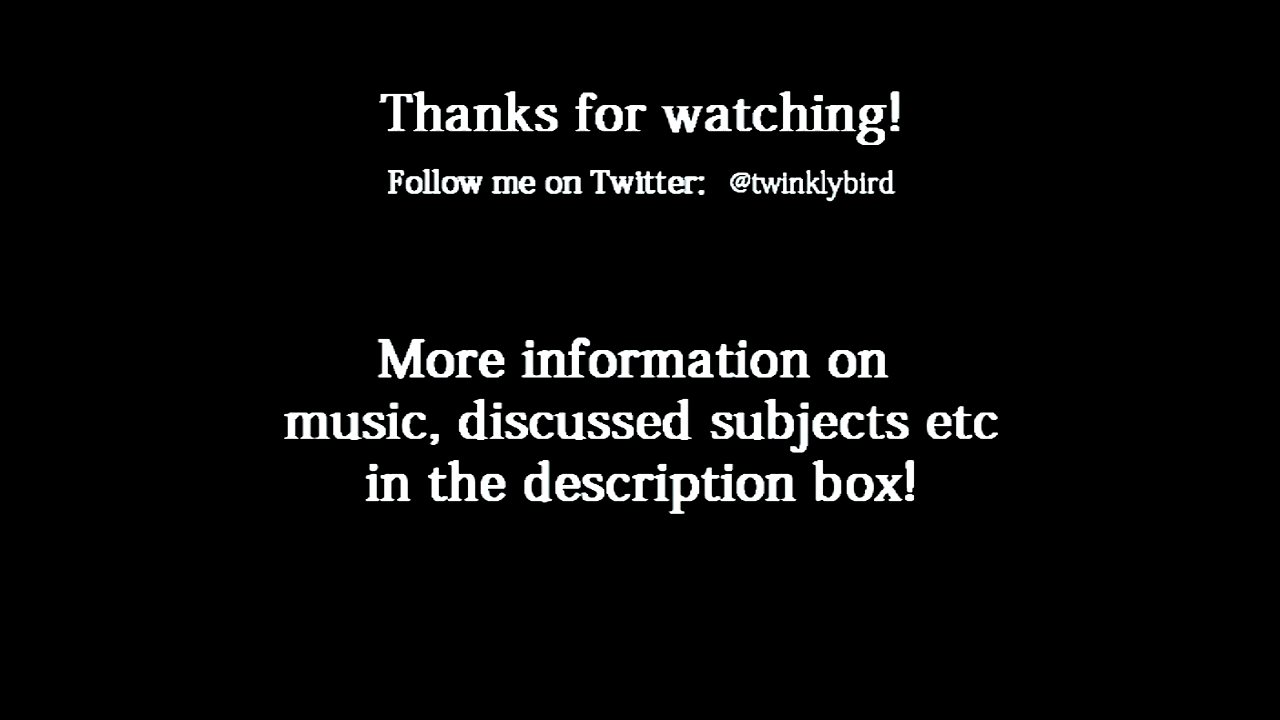 Thanks for watching!
Follow me on Twitter: @twinklybird
More information on
music, discussed subjects etc
in the description box!